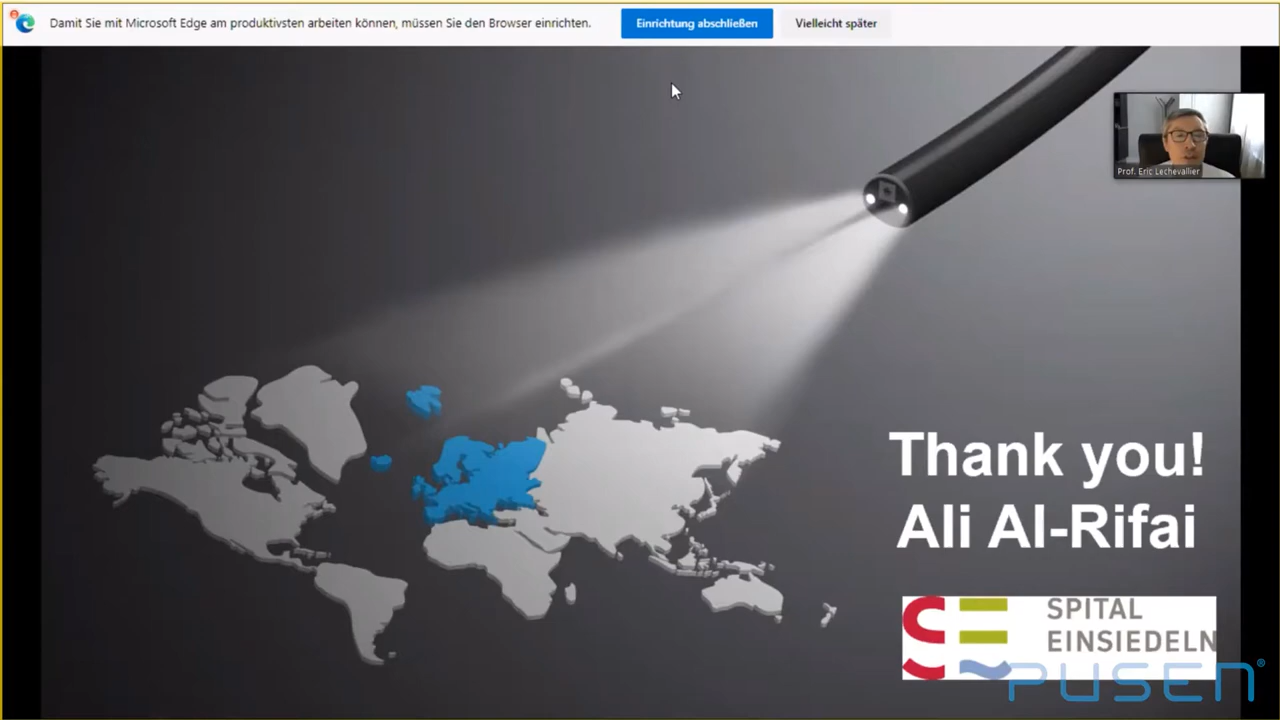 Damit Sie mit Microsoft Edge am produktivsten arbeiten können, müssen Sie den Browser einrichten.
Einrichtung abschließen
Vielleicht später
Prof. Eric Lechevallier
Thank you!
Ali Al-Rifai
SPITAL
EINSIEDELN
PUSEN®